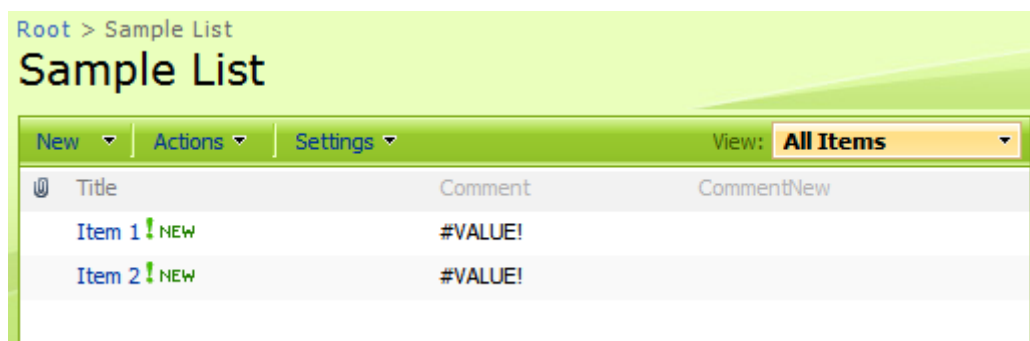 Root > Sample List
Sample List
New Actions Settings View: All Items
Title Comment CommentNew
Item 1 ! NEW #VALUE!
Item 2 ! NEW #VALUE!